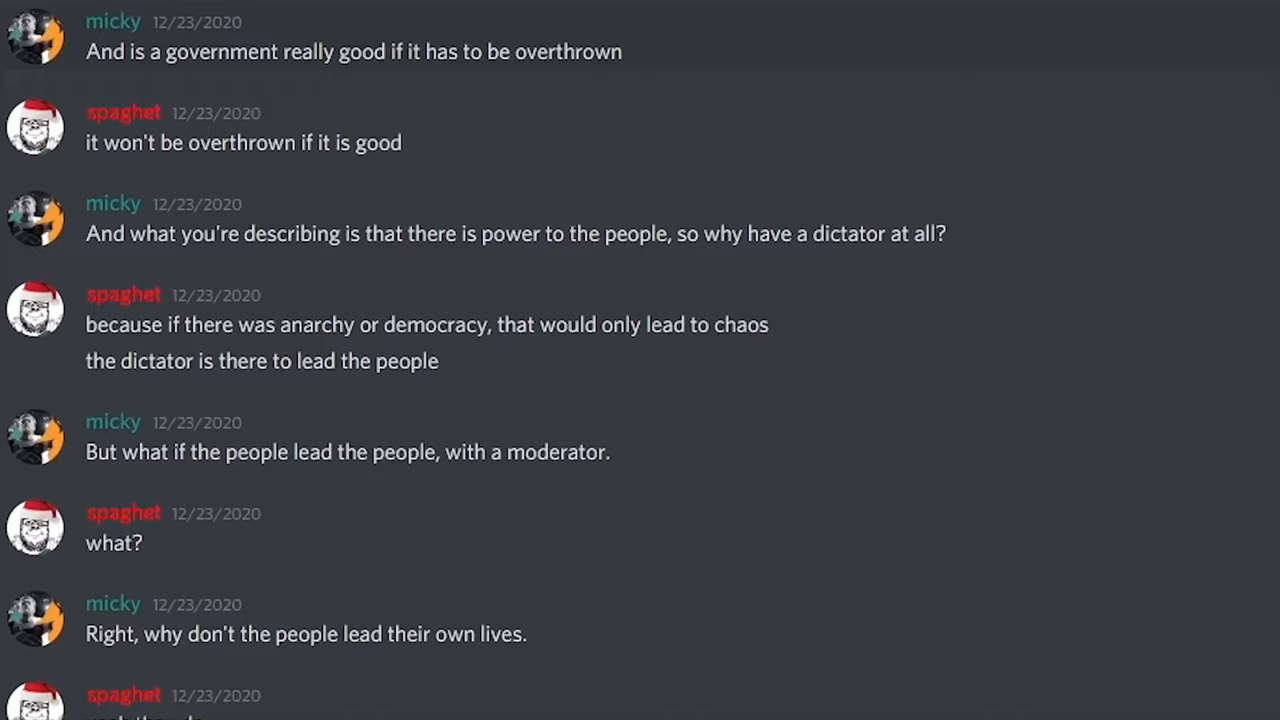 micky 12/23/2020
And is a government really good if it has to be overthrown
spaghet 12/23/2020
it won't be overthrown if it is good
micky 12/23/2020
And what you're describing is that there is power to the people, so why have a dictator at all?
spaghet 12/23/2020
because if there was anarchy or democracy, that would only lead to chaos
the dictator is there to lead the people
micky 12/23/2020
But what if the people lead the people, with a moderator.
spaghet 12/23/2020
what?
micky 12/23/2020
Right, why don't the people lead their own lives.
spaghet 12/23/2020